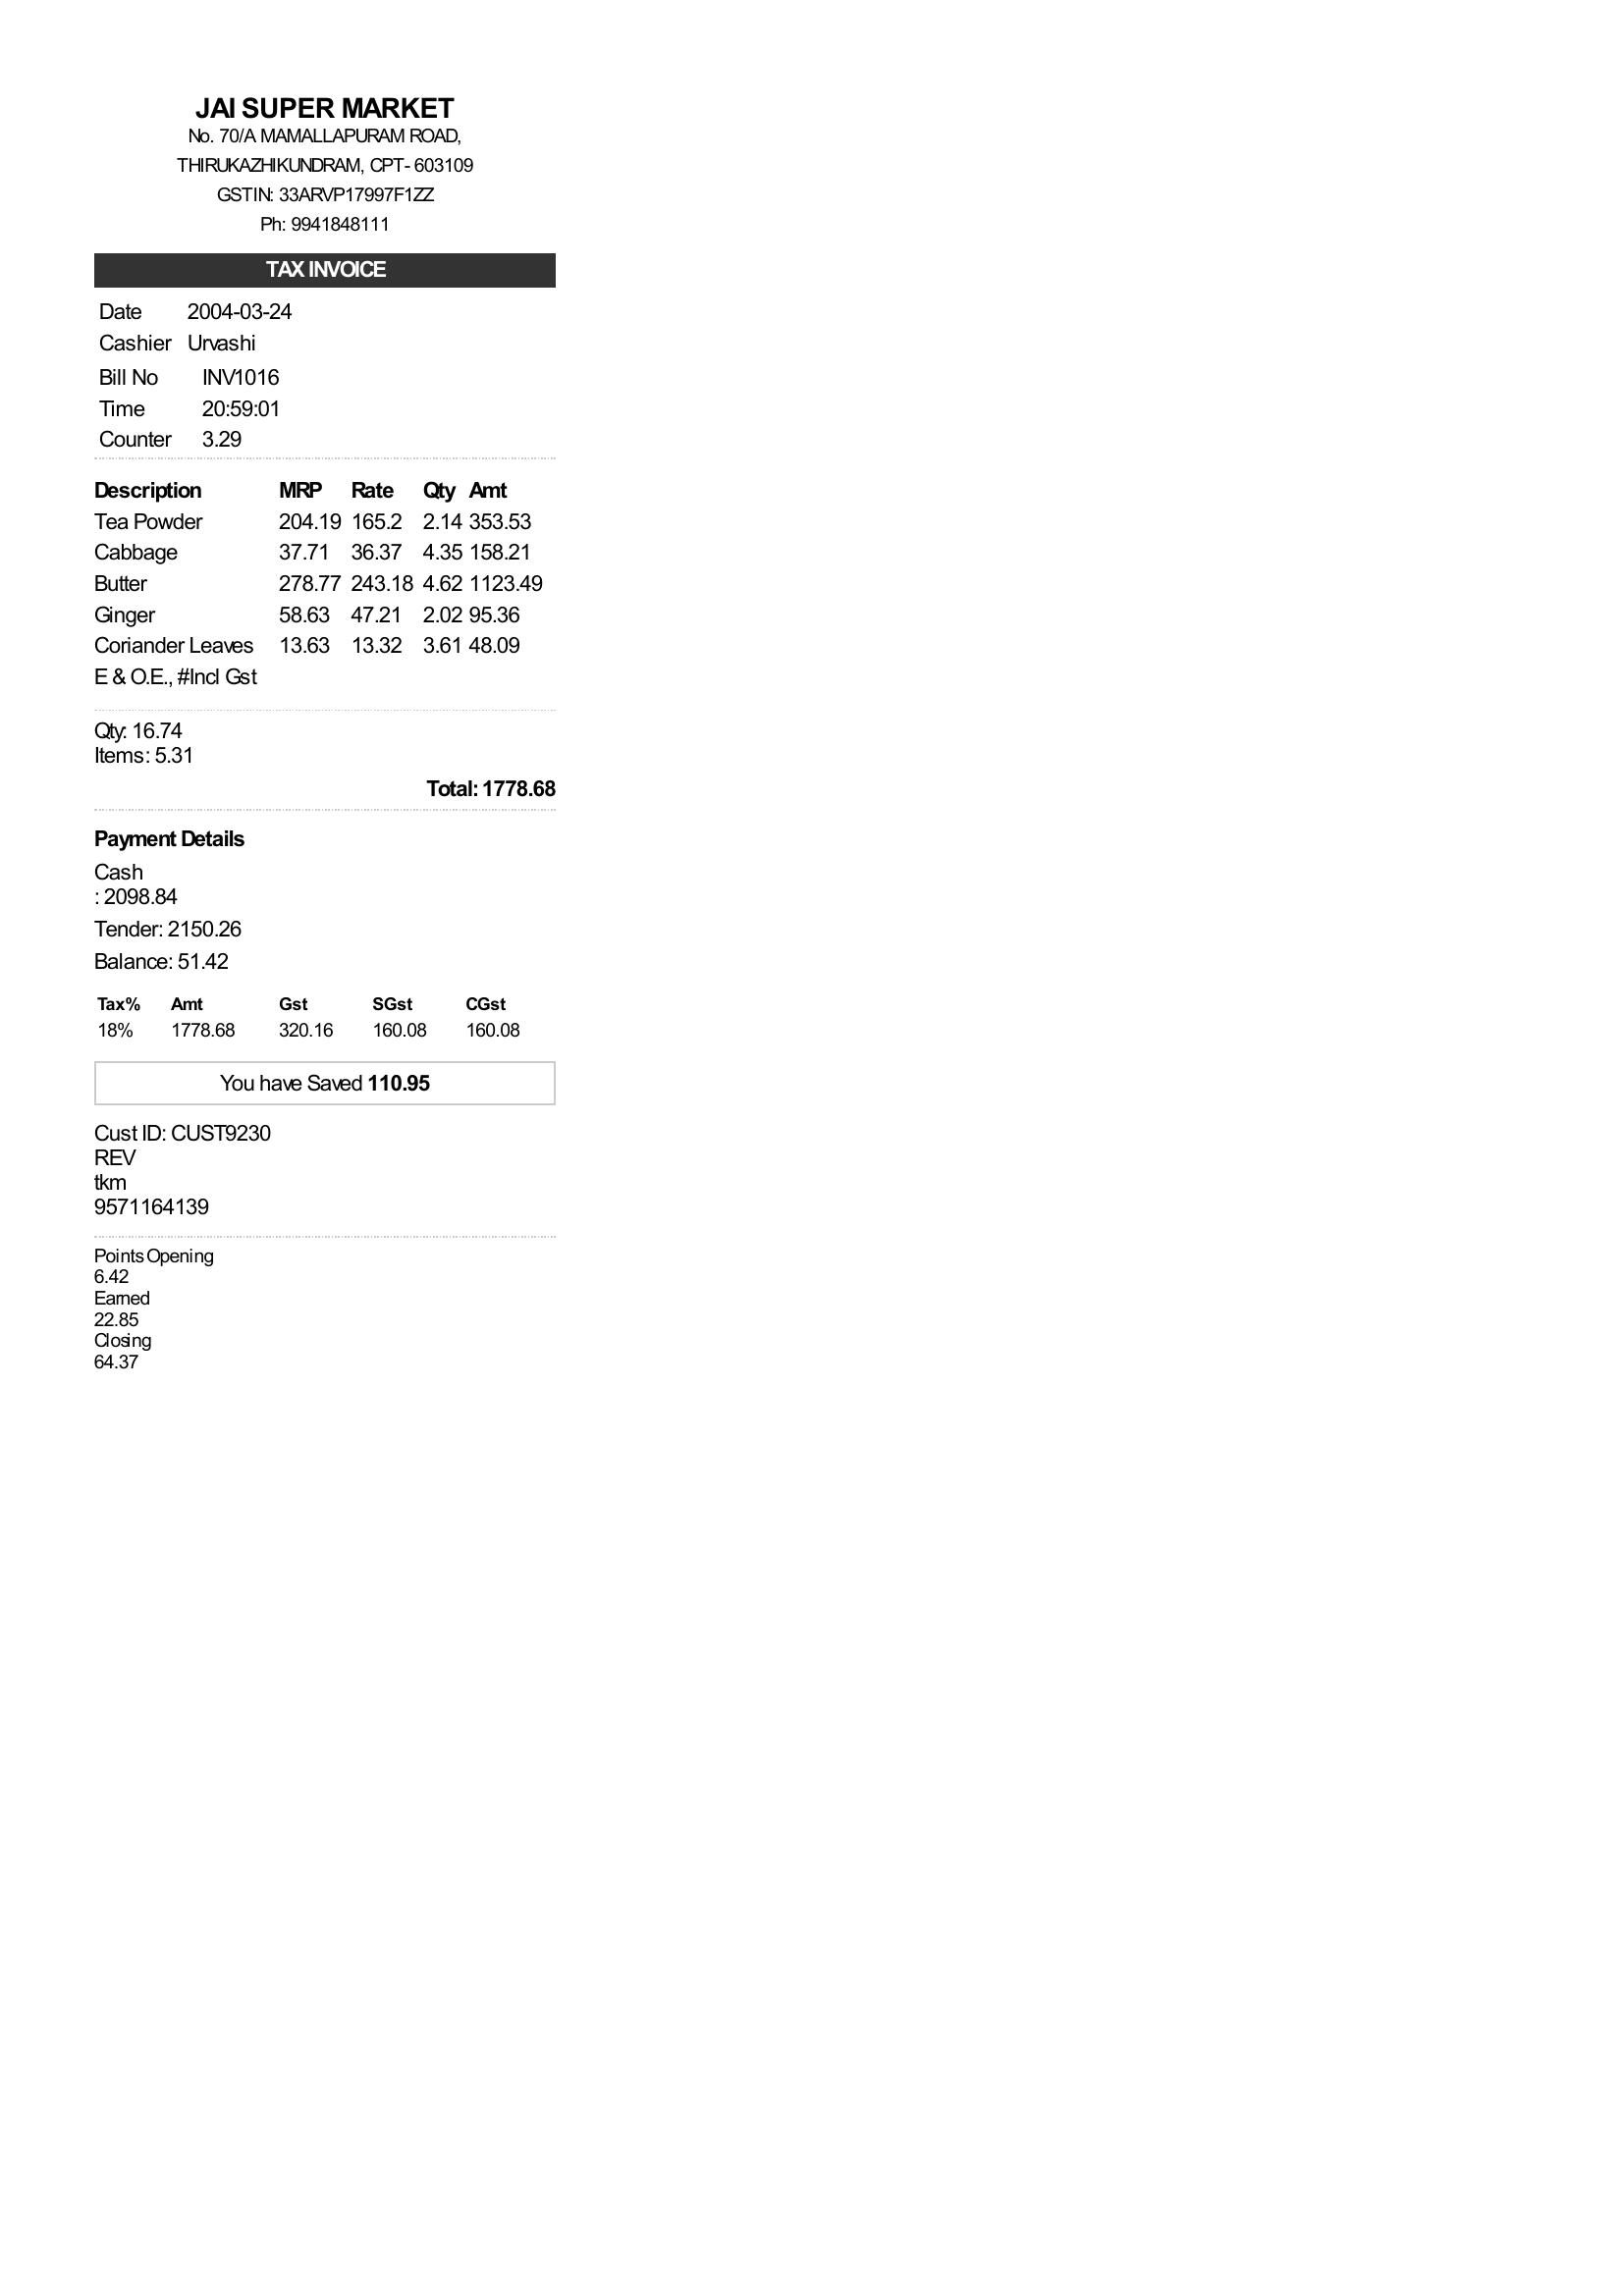 JAI SUPER MARKET
No. 70/A MAMALLAPURAM ROAD,
THIRUKAZHIKUNDRAM, CPT- 603109
GSTIN: 33ARVP17997F1ZZ
Ph: 9941848111
TAX INVOICE
Date 2004-03-24
Cashier Urvashi
Bill No INV1016
Time 20:59:01
Counter 3.29
Description MRP Rate Qty Amt
Tea Powder 204.19 165.2 2.14 353.53
Cabbage 37.71 36.37 4.35 158.21
Butter 278.77 243.18 4.62 1123.49
Ginger 58.63 47.21 2.02 95.36
Coriander Leaves 13.63 13.32 3.61 48.09
E & O.E., #Incl Gst
Qty: 16.74
Items: 5.31
Total: 1778.68
Payment Details
Cash
: 2098.84
Tender: 2150.26
Balance: 51.42
Tax% Amt Gst SGst CGst
18% 1778.68 320.16 160.08 160.08
You have Saved 110.95
Cust ID: CUST9230
REV
tkm
9571164139
Points Opening
6.42
Earned
22.85
Closing
64.37